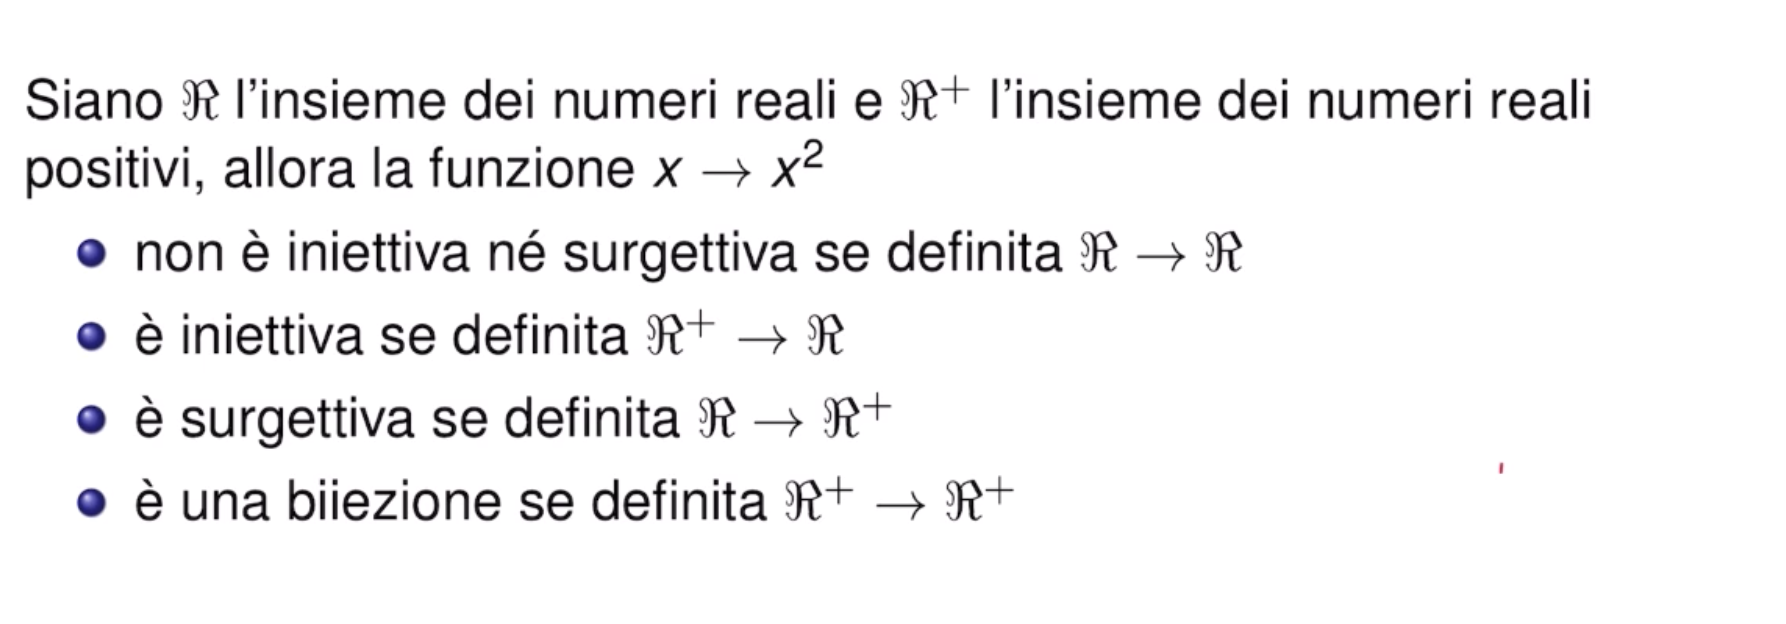 Siano ℜ l'insieme dei numeri reali e ℜ⁺ l'insieme dei numeri reali
positivi, allora la funzione x → x²
non è iniettiva né surgettiva se definita ℜ → ℜ
è iniettiva se definita ℜ⁺ → ℜ
è surgettiva se definita ℜ → ℜ⁺
è una biiezione se definita ℜ⁺ → ℜ⁺